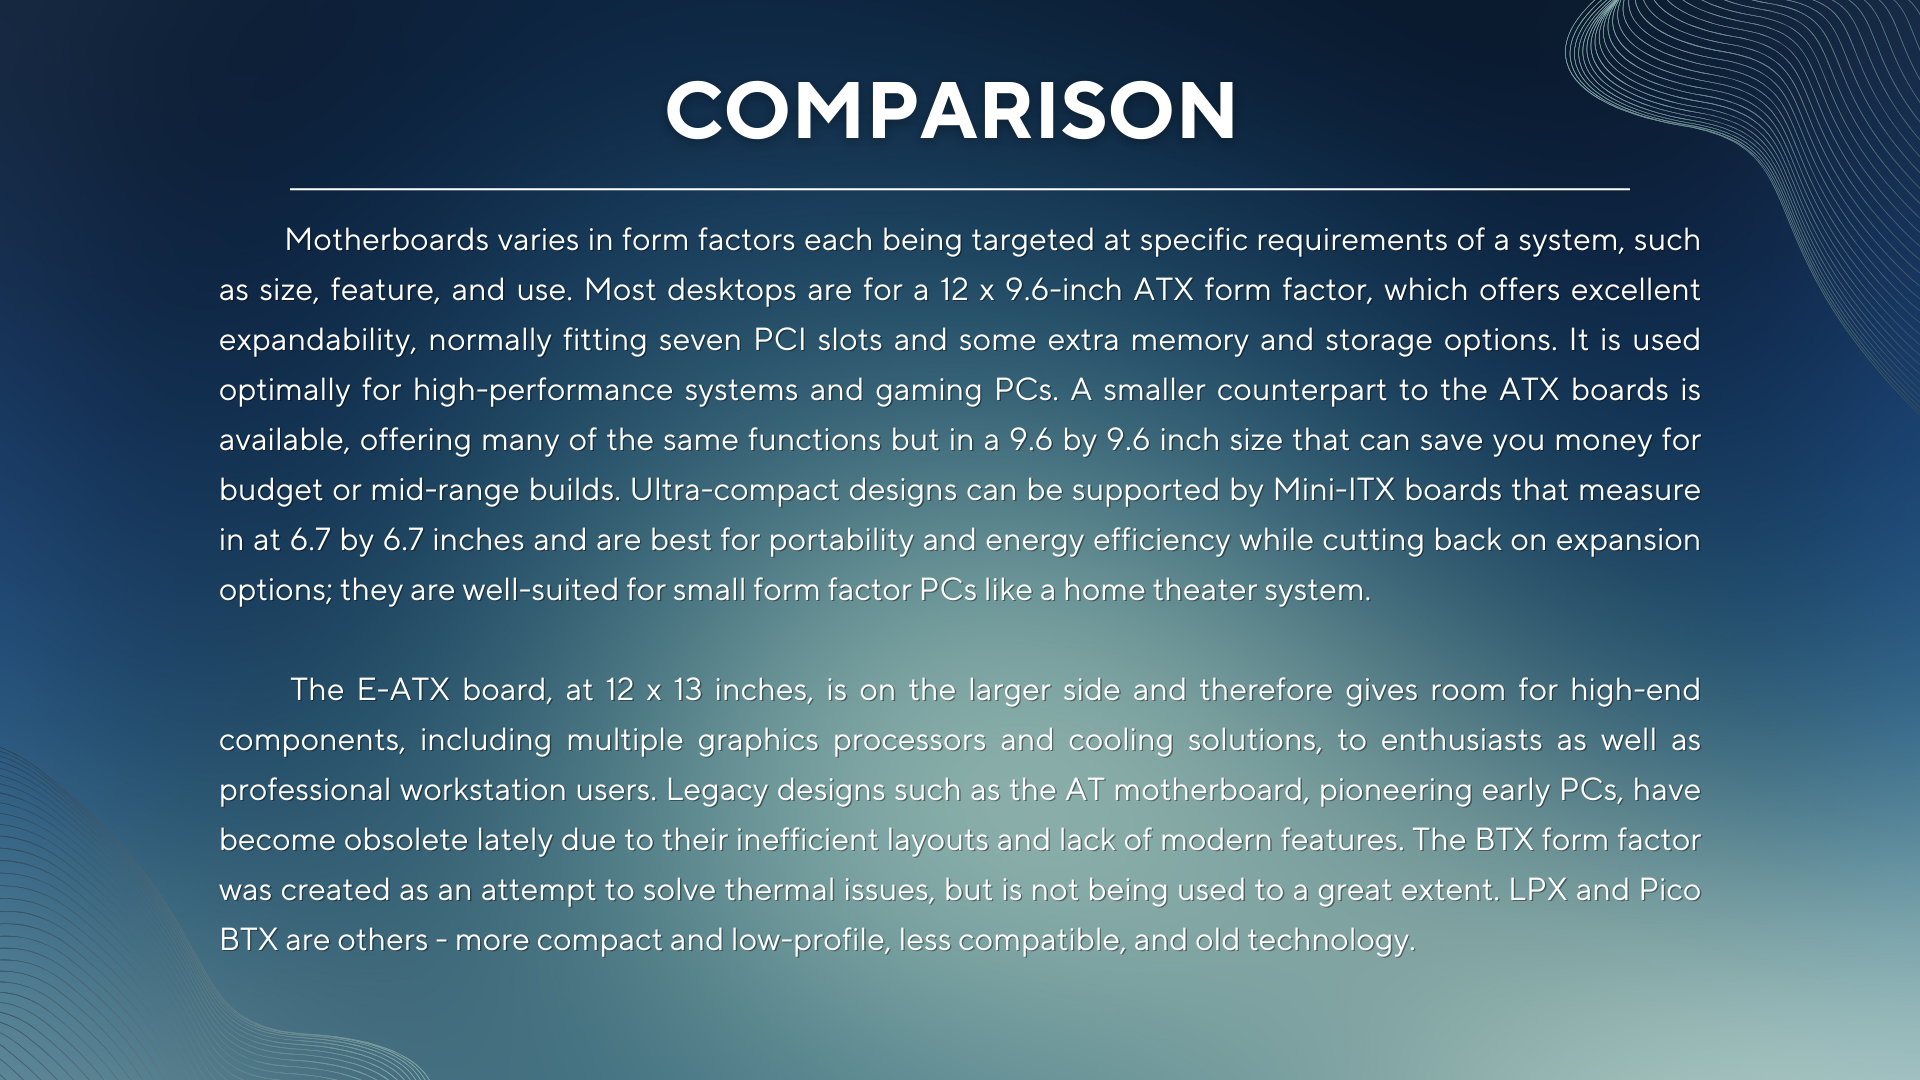 COMPARISON
Motherboards varies in form factors each being targeted at specific requirements of a system, such
as size, feature, and use. Most desktops are for a 12 x 9.6-inch ATX form factor, which offers excellent
expandability, normally fitting seven PCI slots and some extra memory and storage options. It is used
optimally for high-performance systems and gaming PCs. A smaller counterpart to the ATX boards is
available, offering many of the same functions but in a 9.6 by 9.6 inch size that can save you money for
budget or mid-range builds. Ultra-compact designs can be supported by Mini-ITX boards that measure
in at 6.7 by 6.7 inches and are best for portability and energy efficiency while cutting back on expansion
options; they are well-suited for small form factor PCs like a home theater system.
The E-ATX board, at 12 x 13 inches, is on the larger side and therefore gives room for high-end
components, including multiple graphics processors and cooling solutions, to enthusiasts as well as
professional workstation users. Legacy designs such as the AT motherboard, pioneering early PCs, have
become obsolete lately due to their inefficient layouts and lack of modern features. The BTX form factor
was created as an attempt to solve thermal issues, but is not being used to a great extent. LPX and Pico
BTX are others - more compact and low-profile, less compatible, and old technology.